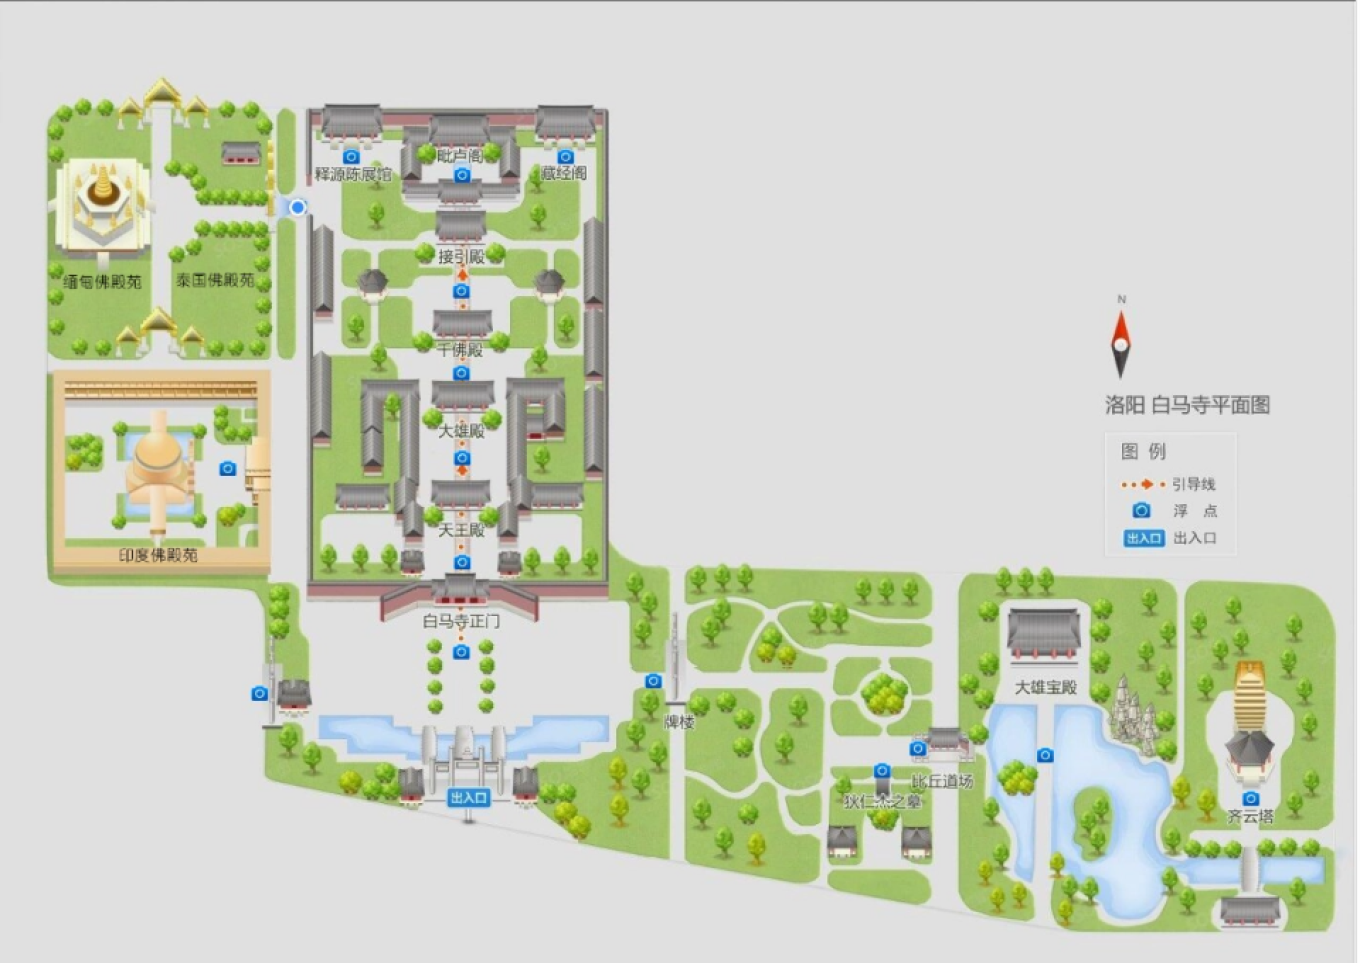 毗卢阁
释源陈展馆
藏经阁
接引殿
缅甸佛殿苑
泰国佛殿苑
N
千佛殿
洛阳 白马寺平面图
大雄殿
图 例
引导线
浮 点
出入口 出入口
天王殿
印度佛殿苑
白马寺正门
大雄宝殿
牌楼
比丘道场
出入口
狄仁杰之墓
齐云塔